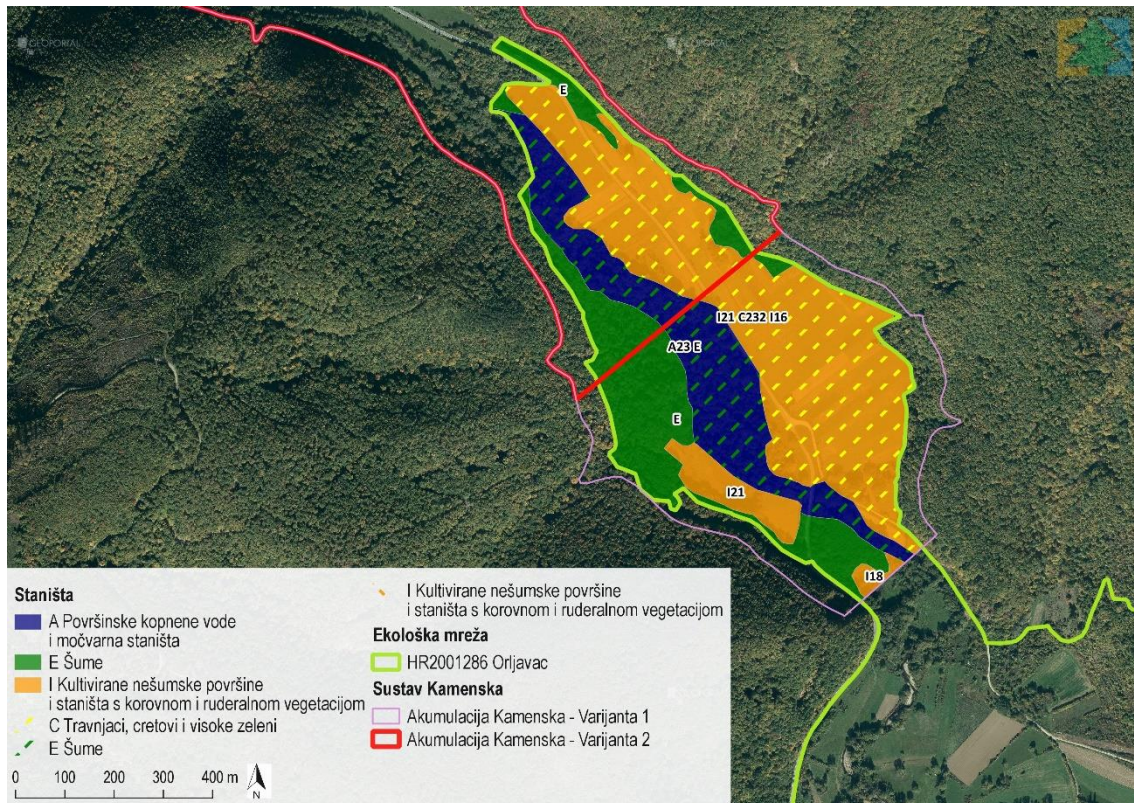 GEOPORTAL
GEOPORTAL
E
I21 C232 I16
A23 E
E
I21
I18
Staništa
A Površinske kopnene vode
i močvarna staništa
E Šume
I Kultivirane nešumske površine
i staništa s korovnom i ruderalnom vegetacijom
C Travnjaci, cretovi i visoke zeleni
E Šume
0 100 200 300 400 m
N
I Kultivirane nešumske površine
i staništa s korovnom i ruderalnom vegetacijom
Ekološka mreža
HR2001286 Orljavac
Sustav Kamenska
Akumulacija Kamenska - Varijanta 1
Akumulacija Kamenska - Varijanta 2